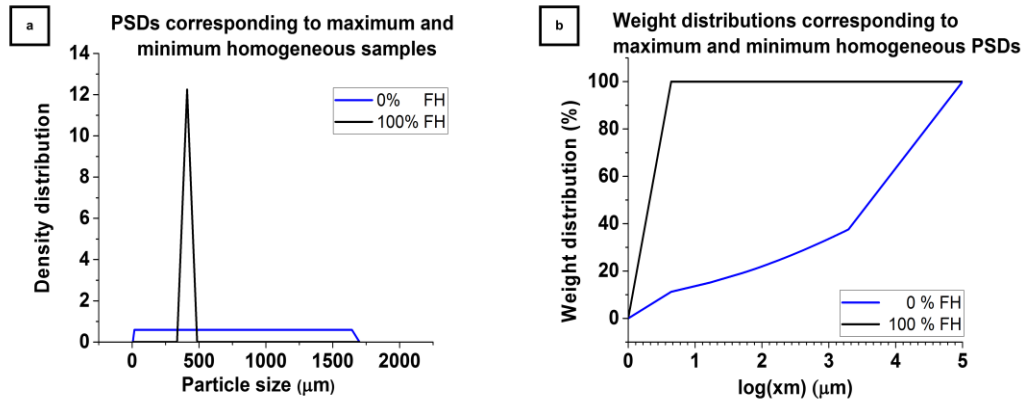 a
PSDs corresponding to maximum and
minimum homogeneous samples
14
12
10
8
6
4
2
0
Density distribution
0% FH
100% FH
0 500 1000 1500 2000
Particle size (μm)
b
Weight distributions corresponding to
maximum and minimum homogeneous PSDs
100
80
60
40
20
0
Weight distribution (%)
0 % FH
100 % FH
0 1 2 3 4 5
log(xm) (μm)